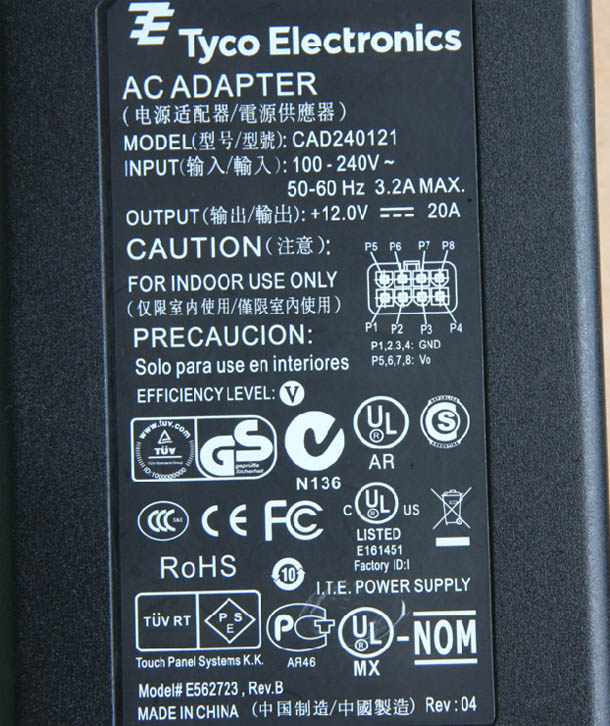 Tyco Electronics
AC ADAPTER
(电源适配器/電源供應器)
MODEL(型号/型號): CAD240121
INPUT(输入/輸入): 100 - 240V ~
50-60 Hz 3.2A MAX.
OUTPUT(输出/輸出): +12.0V ⎓ 20A
CAUTION(注意):
FOR INDOOR USE ONLY
(仅限室内使用/僅限室內使用)
P5 P6 P7 P8
P1 P2 P3 P4
P1,2,3,4: GND
P5,6,7,8: Vo
PRECAUCION:
Solo para use en interiores
EFFICIENCY LEVEL: V
www.tuv.com
TÜV
TÜV Rheinland Group
GS
geprüfte
Sicherheit
N136
UL
®
AR
REPUBLICA
S
ARGENTINA
CCC S&E
CE
FC
C UL US
®
LISTED
E161451
Factory ID:I
RoHS
10
I.T.E. POWER SUPPLY
TÜV RT
P S
E
Touch Panel Systems K.K.
PCT
AR46
UL
®
MX
-NOM
Model# E562723 , Rev.B
MADE IN CHINA (中国制造/中國製造) Rev : 04